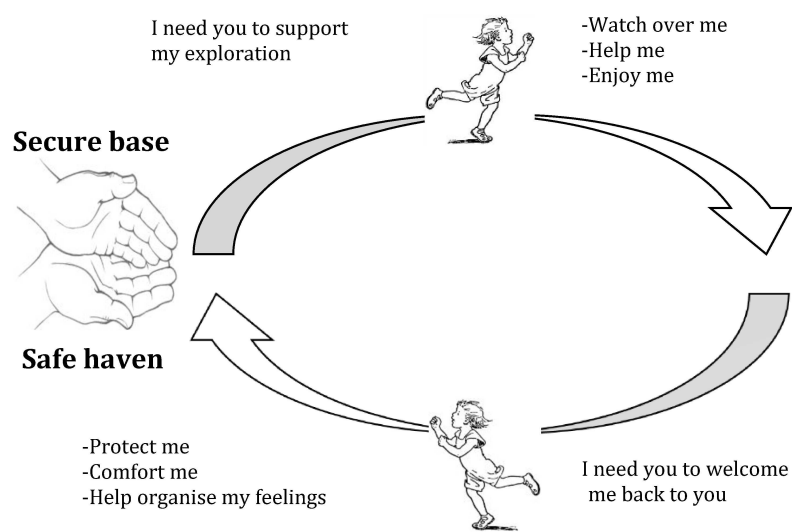 I need you to support
my exploration
-Watch over me
-Help me
-Enjoy me
Secure base
Safe haven
-Protect me
-Comfort me
-Help organise my feelings
I need you to welcome
me back to you